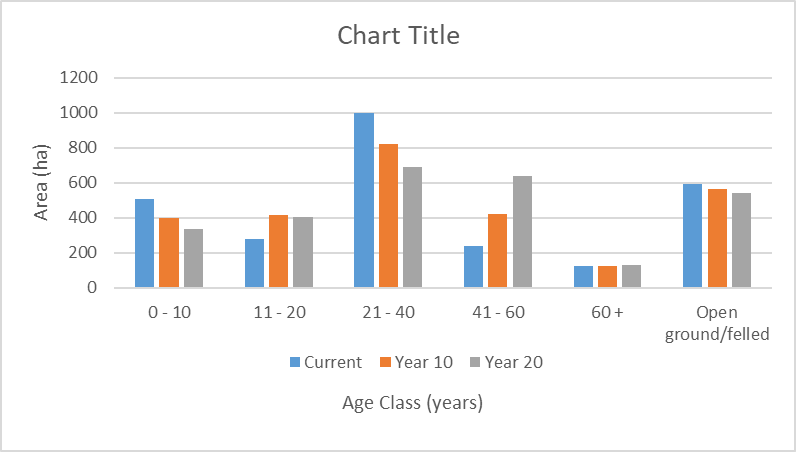 Chart Title
1200
1000
800
600
400
200
0
Area (ha)
0 - 10
11 - 20
21 - 40
41 - 60
60 +
Open
ground/felled
Current
Year 10
Year 20
Age Class (years)